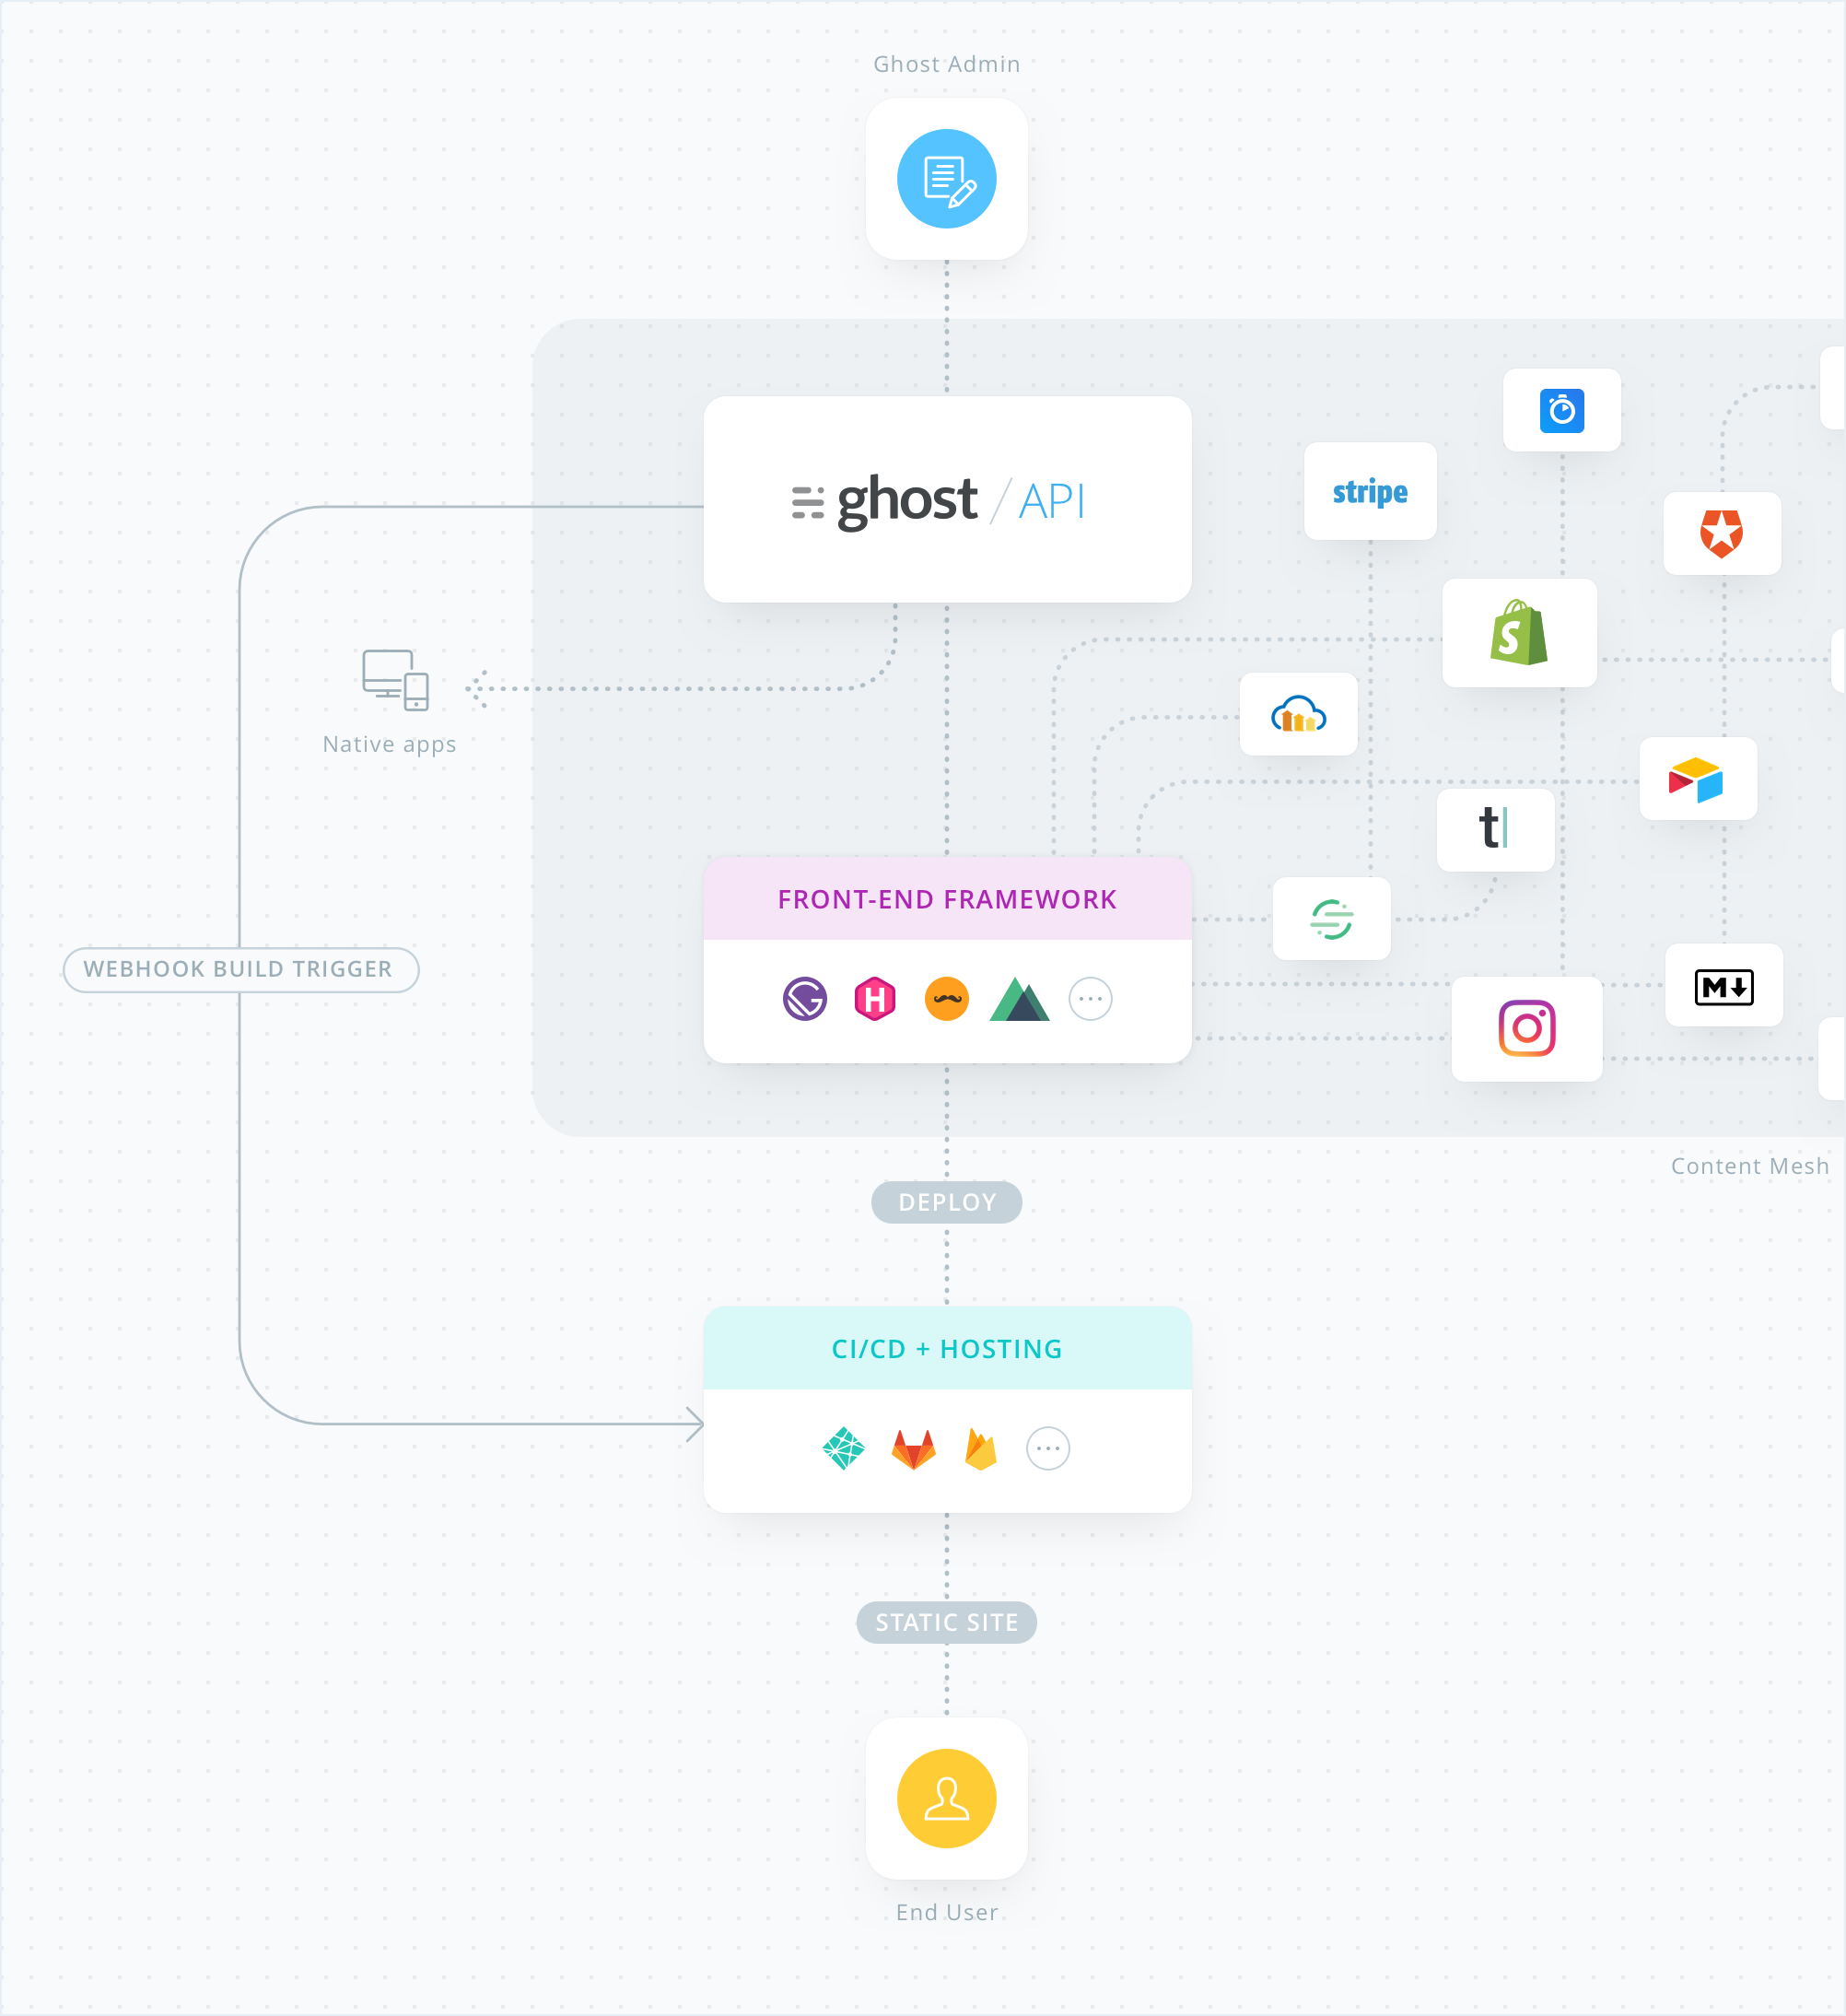 Ghost Admin
ghost / API
stripe
Native apps
tl
FRONT-END FRAMEWORK
H
WEBHOOK BUILD TRIGGER
M
Content Mesh
DEPLOY
CI/CD + HOSTING
STATIC SITE
End User